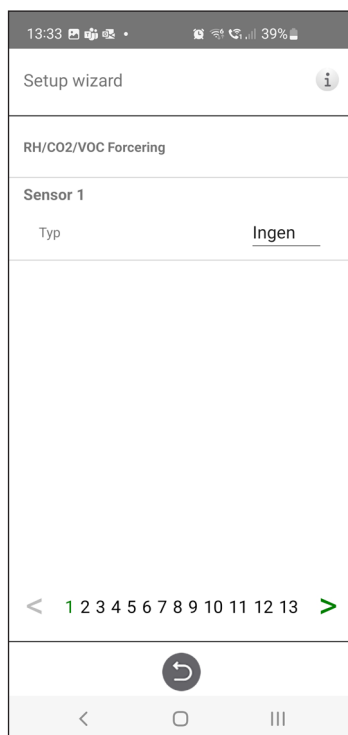 13:33 39%
Setup wizard i
RH/CO2/VOC Forcering
Sensor 1
Typ Ingen
< 1 2 3 4 5 6 7 8 9 10 11 12 13 >